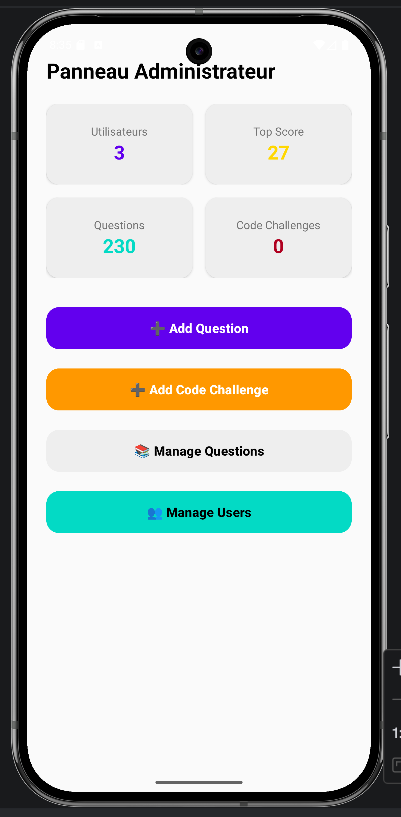 Panneau Administrateur
Utilisateurs
3
Top Score
27
Questions
230
Code Challenges
0
➕ Add Question
➕ Add Code Challenge
📚 Manage Questions
👥 Manage Users